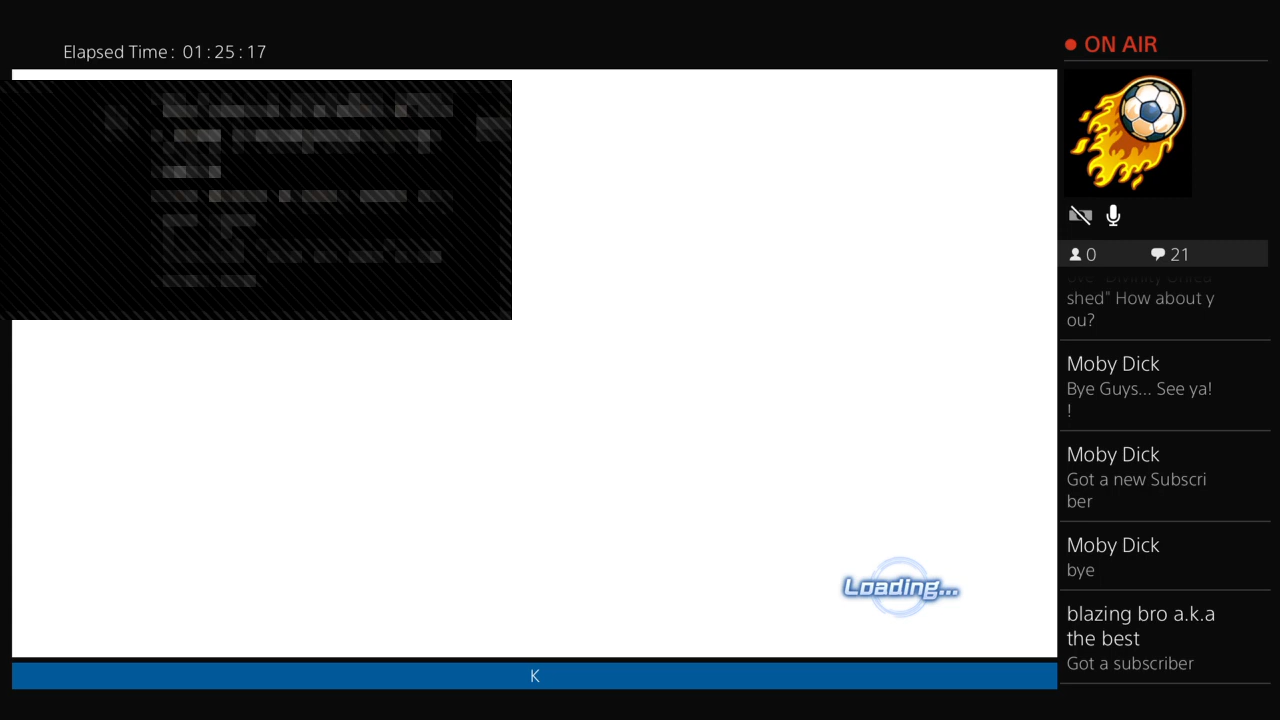 Elapsed Time: 01:25:17
ON AIR
0
21
shed" How about y
ou?
Moby Dick
Bye Guys... See ya!
!
Moby Dick
Got a new Subscri
ber
Moby Dick
bye
blazing bro a.k.a
the best
Got a subscriber
Loading...
K